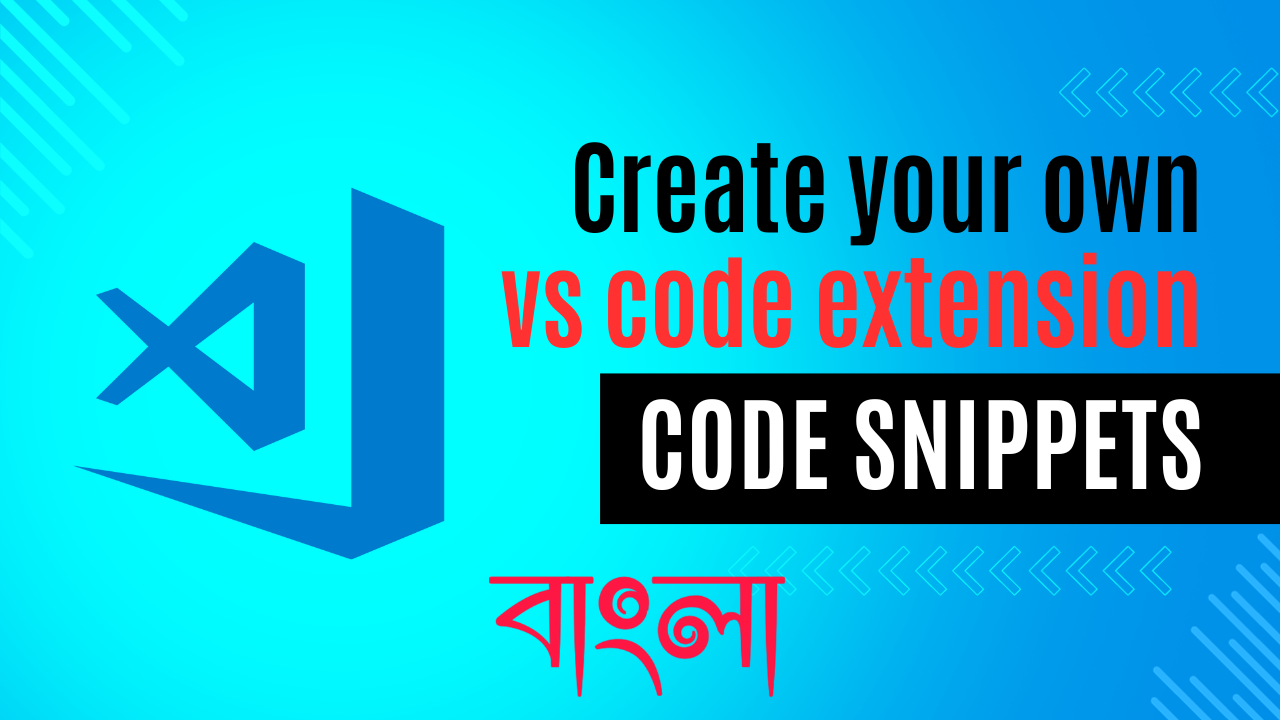 Create your own
vs code extension
CODE SNIPPETS
বাংলা